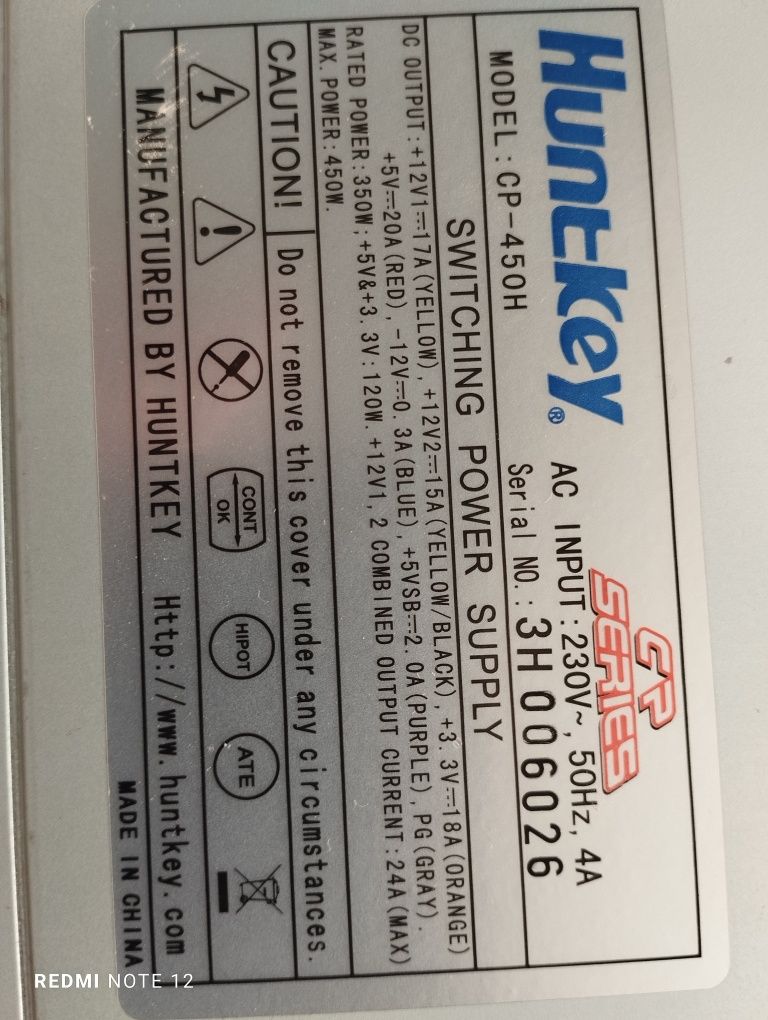 Huntkey®
CP
SERIES
MODEL:CP-450H
AC INPUT:230V~, 50Hz, 4A
Serial NO.: 3H006026
SWITCHING POWER SUPPLY
DC OUTPUT:+12V1⎓17A(YELLOW), +12V2⎓15A(YELLOW/BLACK), +3.3V⎓18A(ORANGE)
+5V⎓20A(RED), -12V⎓0.3A(BLUE), +5VSB⎓2.0A(PURPLE), PG(GRAY).
RATED POWER:350W; +5V&+3.3V:120W. +12V1,2 COMBINED OUTPUT CURRENT:24A(MAX)
MAX. POWER:450W.
CAUTION! Do not remove this cover under any circumstances.
CONT
OK
HIPOT
ATE
MANUFACTURED BY HUNTKEY Http://www.huntkey.com
MADE IN CHINA
REDMI NOTE 12